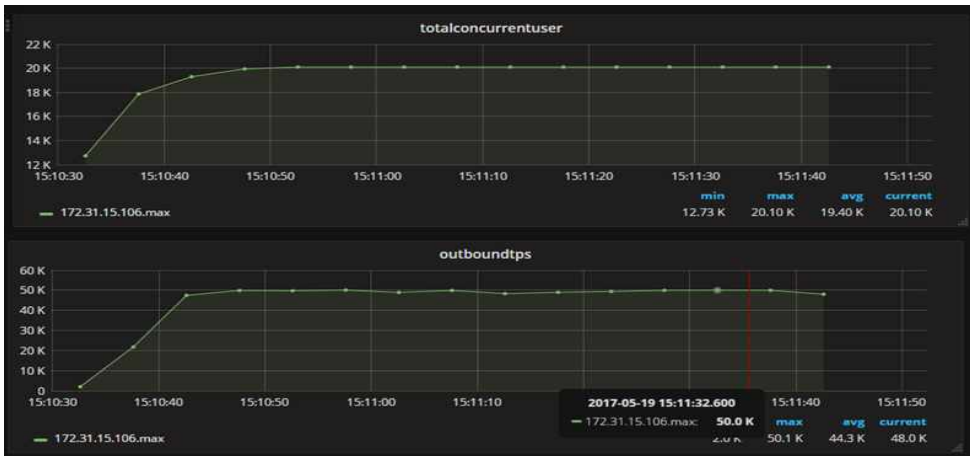 totalconcurrentuser
22 K
20 K
18 K
16 K
14 K
12 K
15:10:30 15:10:40 15:10:50 15:11:00 15:11:10 15:11:20 15:11:30 15:11:40 15:11:50
min max avg current
172.31.15.106.max 12.73 K 20.10 K 19.40 K 20.10 K
outboundtps
60 K
50 K
40 K
30 K
20 K
10 K
0
15:10:30 15:10:40 15:10:50 15:11:00 15:11:10 15:11:40 15:11:50
2017-05-19 15:11:32.600
172.31.15.106.max: 50.0 K
max avg current
172.31.15.106.max 2.0 K 50.1 K 44.3 K 48.0 K